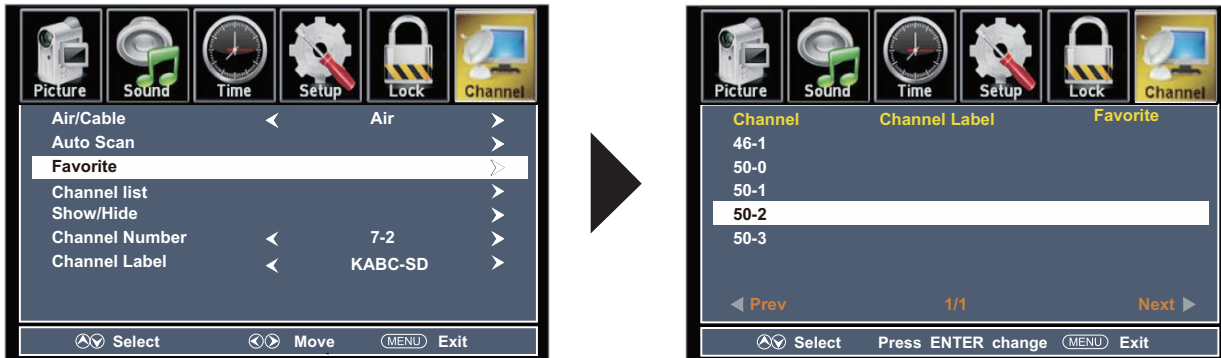 Picture Sound Time Setup Lock Channel
Air/Cable Air
Auto Scan
Favorite
Channel list
Show/Hide
Channel Number 7-2
Channel Label KABC-SD
Select Move MENU Exit
Picture Sound Time Setup Lock Channel
Channel Channel Label Favorite
46-1
50-0
50-1
50-2
50-3
Prev 1/1 Next
Select Press ENTER change MENU Exit